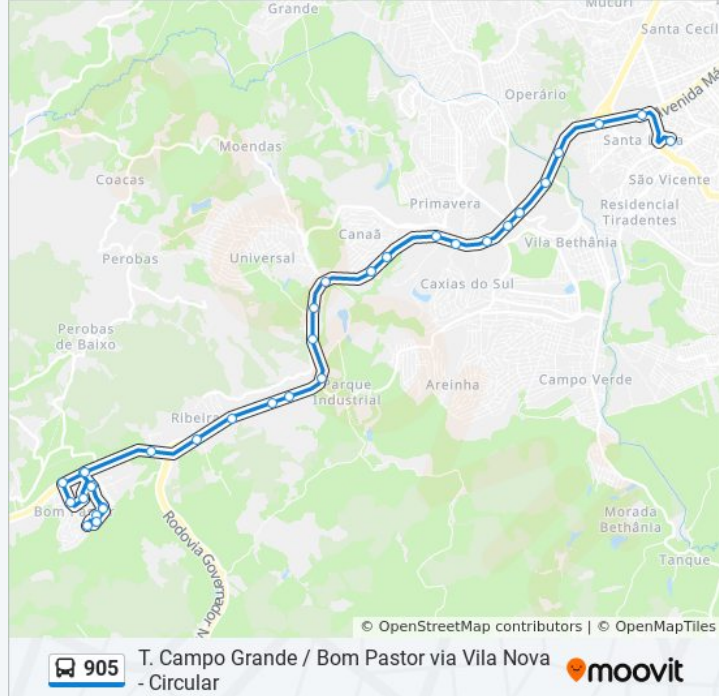 Mucuri
Grande
Santa Cecíl
Operário
Avenida Má
Moendas
Santa
São Vicente
Coacas
Primavera
Residencial
Tiradentes
Canaã
Vila Bethânia
Perobas
Universal
Caxias do Sul
Perobas
de Baixo
Parque
Industrial
Areinha
Campo Verde
Ribeira
Bom
Morada
Bethânia
Rodovia Governador M
Tanque
© OpenStreetMap contributors | © OpenMapTiles
905 T. Campo Grande / Bom Pastor via Vila Nova
- Circular
moovit